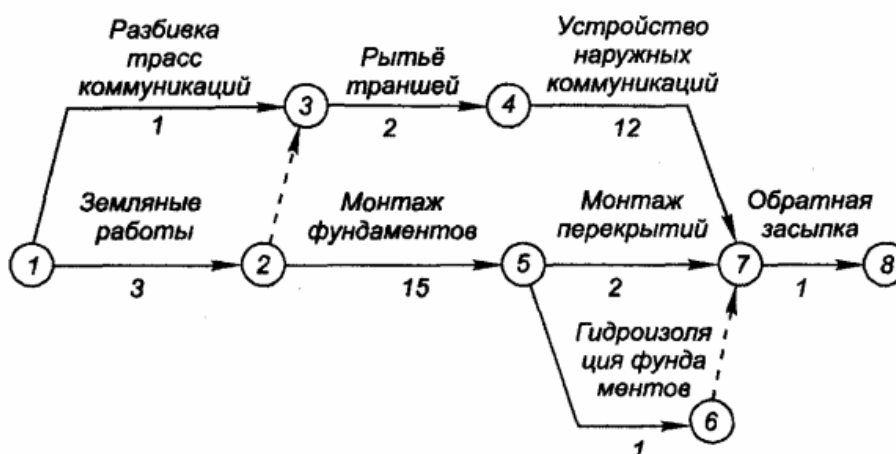 Разбивка
трасс
коммуникаций
1
3
Рытьё
траншей
2
4
Устройство
наружных
коммуникаций
12
1
Земляные
работы
3
2
Монтаж
фундаментов
15
5
Монтаж
перекрытий
2
7
Обратная
засыпка
1
8
Гидроизоля
ция фунда
ментов
1
6